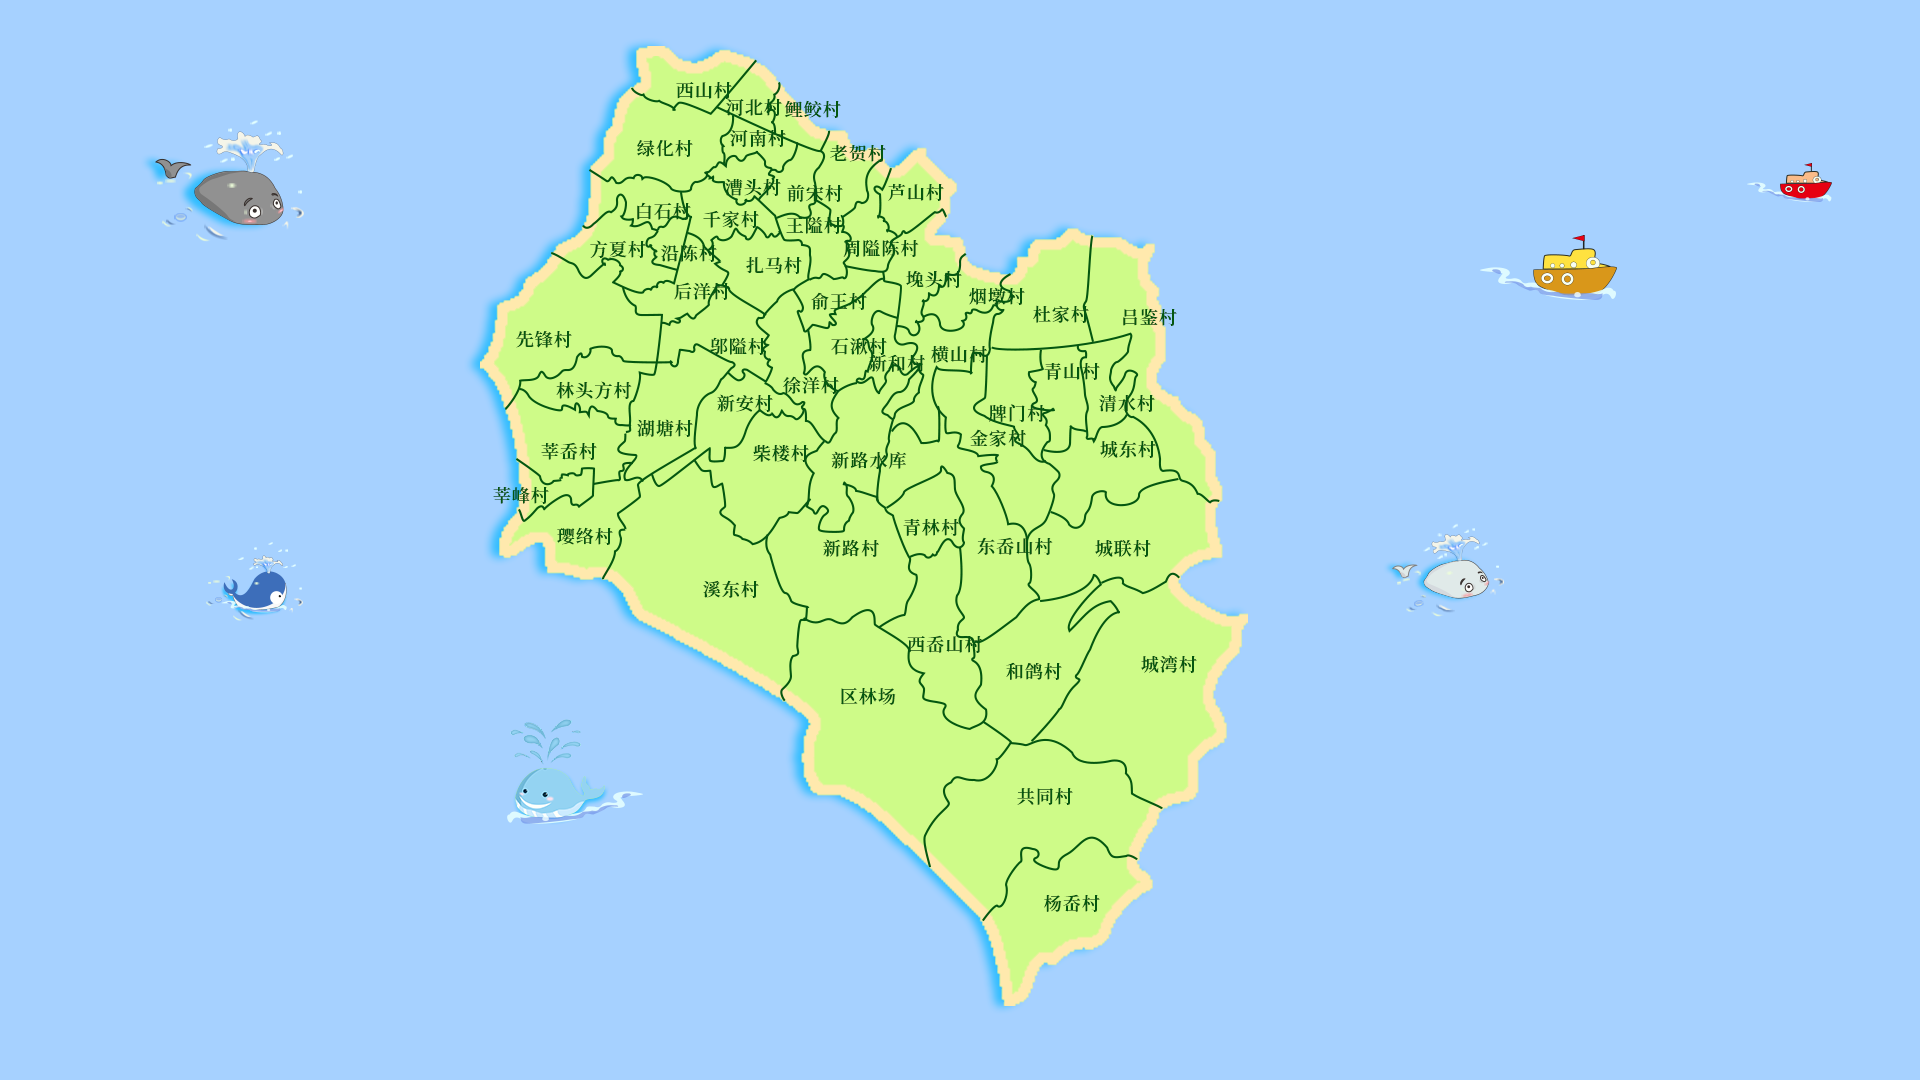 西山村
河北村
鲤鲛村
河南村
绿化村
老贺村
漕头村
前宋村
芦山村
白石村
千家村
王隘村
方夏村
沿陈村
周隘陈村
扎马村
堍头村
后洋村
俞王村
烟墩村
杜家村
吕鉴村
先锋村
邬隘村
石湫村
横山村
新和村
青山村
徐洋村
林头方村
新安村
清水村
牌门村
湖塘村
金家村
莘岙村
柴楼村
新路水库
城东村
莘峰村
青林村
璎络村
新路村
东岙山村
城联村
溪东村
西岙山村
城湾村
和鸽村
区林场
共同村
杨岙村